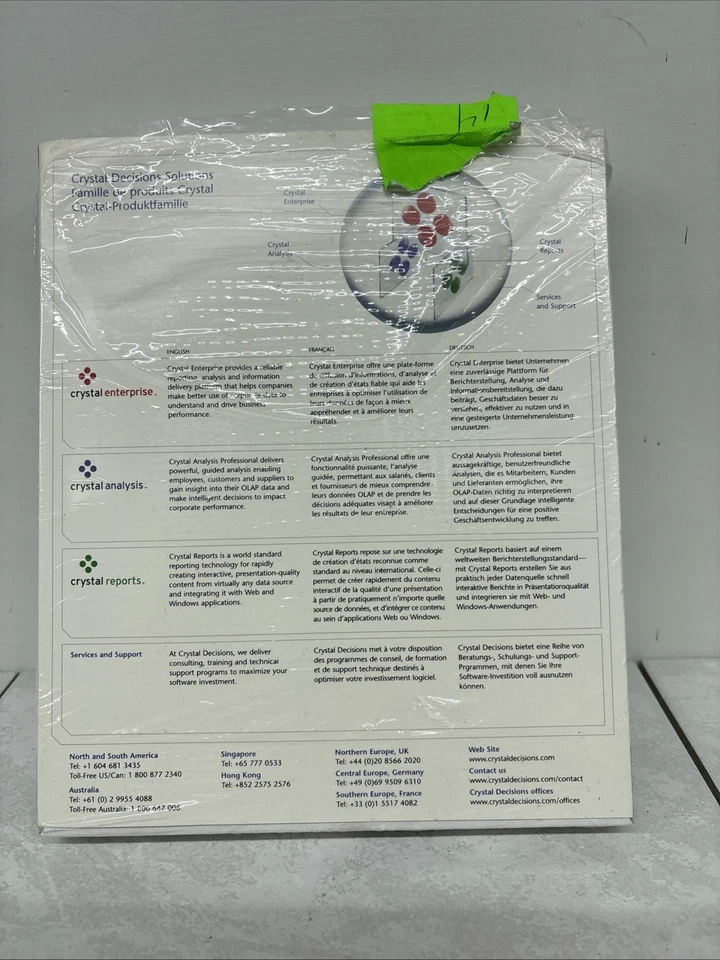 Crystal Decisions Solutions
Famille de produits Crystal
Crystal-Produktfamilie
Crystal
Enterprise
Crystal
Analysis
Crystal
Reports
Services
and Support
ENGLISH
FRANÇAIS
DEUTSCH
crystal enterprise.
Crystal Enterprise provides a reliable
reporting, analysis and information
delivery platform that helps companies
make better use of corporate data to
understand and drive business
performance.
Crystal Enterprise offre une plate-forme
de diffusion d'informations, d'analyse et
de création d'états fiable qui aide les
entreprises à optimiser l'utilisation de
leurs données de façon à mieux
appréhender et à améliorer leurs
résultats.
Crystal Enterprise bietet Unternehmen
eine zuverlässige Plattform für
Berichterstellung, Analyse und
Informationsbereitstellung, die dazu
beiträgt, Geschäftsdaten besser zu
verstehen, effektiver zu nutzen und in
eine gesteigerte Unternehmensleistung
umzusetzen.
crystal analysis.
Crystal Analysis Professional delivers
powerful, guided analysis enabling
employees, customers and suppliers to
gain insight into their OLAP data and
make intelligent decisions to impact
corporate performance.
Crystal Analysis Professional offre une
fonctionnalité puissante, l'analyse
guidée, permettant aux salariés, clients
et fournisseurs de mieux comprendre
leurs données OLAP et de prendre les
décisions adéquates visant à améliorer
les résultats de leur entreprise.
Crystal Analysis Professional bietet
aussagekräftige, benutzerfreundliche
Analysen, die es Mitarbeitern, Kunden
und Lieferanten ermöglichen, ihre
OLAP-Daten richtig zu interpretieren
und auf dieser Grundlage intelligente
Entscheidungen für eine positive
Geschäftsentwicklung zu treffen.
crystal reports.
Crystal Reports is a world standard
reporting technology for rapidly
creating interactive, presentation-quality
content from virtually any data source
and integrating it with Web and
Windows applications.
Crystal Reports repose sur une technologie
de création d'états reconnue comme
standard au niveau international. Celle-ci
permet de créer rapidement du contenu
interactif de la qualité d'une présentation
à partir de pratiquement n'importe quelle
source de données, et d'intégrer ce contenu
au sein d'applications Web ou Windows.
Crystal Reports basiert auf einem
weltweiten Berichterstellungsstandard—
mit Crystal Reports erstellen Sie aus
praktisch jeder Datenquelle schnell
interaktive Berichte in Präsentationsqualität
und integrieren sie mit Web- und
Windows-Anwendungen.
Services and Support
At Crystal Decisions, we deliver
consulting, training and technical
support programs to maximize your
software investment.
Crystal Decisions met à votre disposition
des programmes de conseil, de formation
et de support technique destinés à
optimiser votre investissement logiciel.
Crystal Decisions bietet eine Reihe von
Beratungs-, Schulungs- und Support-
Prgrammen, mit denen Sie Ihre
Software-Investition voll ausnutzen
können.
North and South America
Tel: +1 604 681 3435
Toll-Free US/Can: 1 800 877 2340
Australia
Tel: +61 (0) 2 9955 4088
Toll-Free Australia: 1 800 647 006
Singapore
Tel: +65 777 0533
Hong Kong
Tel: +852 2575 2576
Northern Europe, UK
Tel: +44 (0)20 8566 2020
Central Europe, Germany
Tel: +49 (0)69 9509 6310
Southern Europe, France
Tel: +33 (0)1 5517 4082
Web Site
www.crystaldecisions.com
Contact us
www.crystaldecisions.com/contact
Crystal Decisions offices
www.crystaldecisions.com/offices